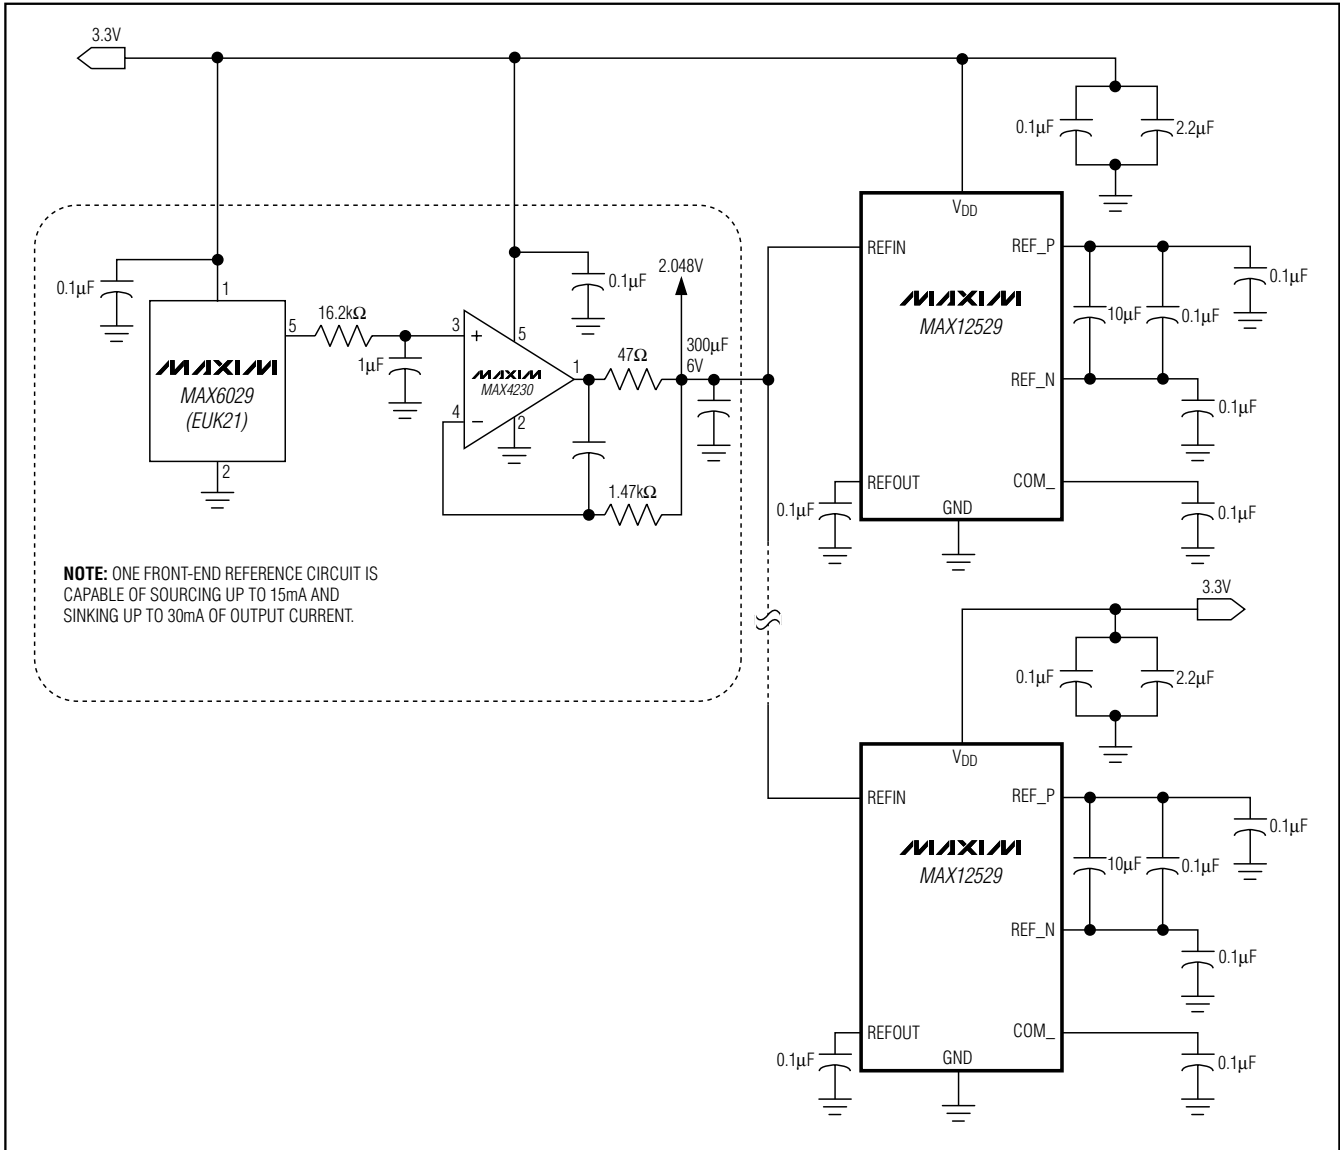 3.3V
0.1µF
2.2µF
VDD
REFIN
REF_P
MAXIM
MAX12529
10µF
0.1µF
0.1µF
REF_N
0.1µF
REFOUT
COM_
0.1µF
GND
0.1µF
0.1µF
1
MAXIM
MAX6029
(EUK21)
5
2
16.2kΩ
1µF
3
+
4
−
MAXIM
MAX4230
5
2
1
0.1µF
2.048V
47Ω
300µF
6V
1.47kΩ
NOTE: ONE FRONT-END REFERENCE CIRCUIT IS
CAPABLE OF SOURCING UP TO 15mA AND
SINKING UP TO 30mA OF OUTPUT CURRENT.
3.3V
0.1µF
2.2µF
VDD
REFIN
REF_P
MAXIM
MAX12529
10µF
0.1µF
0.1µF
REF_N
0.1µF
REFOUT
COM_
0.1µF
GND
0.1µF